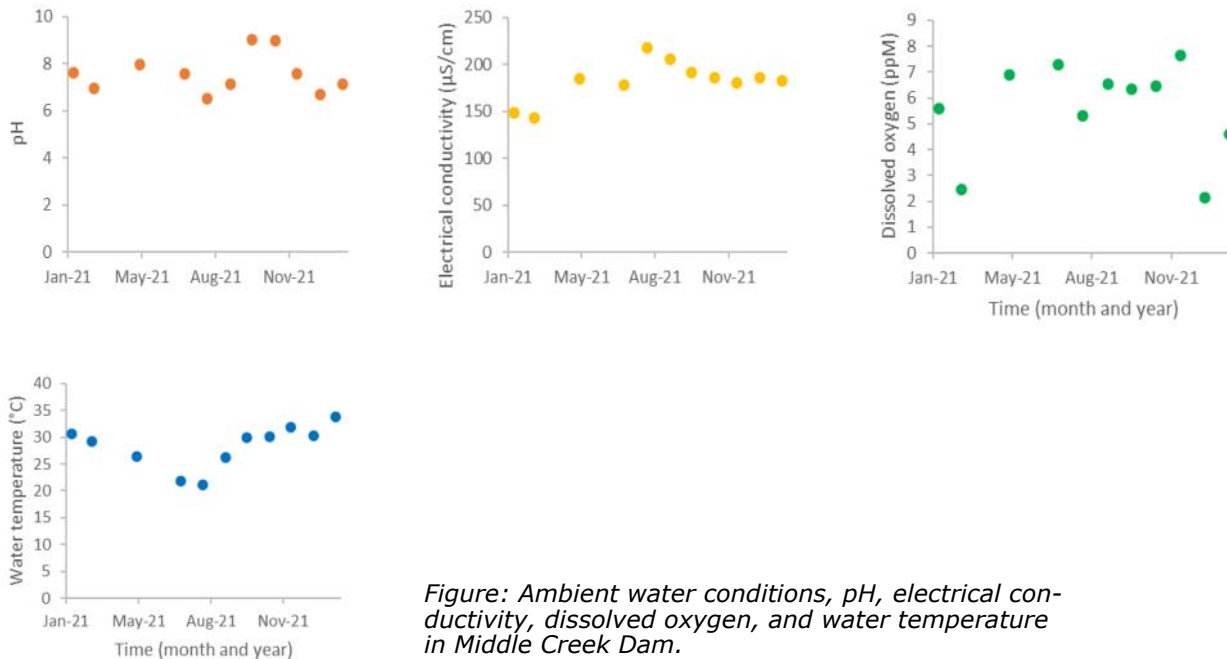 pH
10
8
6
4
2
0
Jan-21 May-21 Aug-21 Nov-21
Electrical conductivity (µS/cm)
250
200
150
100
50
0
Jan-21 May-21 Aug-21 Nov-21
Dissolved oxygen (ppM)
9
8
7
6
5
4
3
2
1
0
Jan-21 May-21 Aug-21 Nov-21
Time (month and year)
Water temperature (°C)
40
35
30
25
20
15
10
5
0
Jan-21 May-21 Aug-21 Nov-21
Time (month and year)
Figure: Ambient water conditions, pH, electrical con-
ductivity, dissolved oxygen, and water temperature
in Middle Creek Dam.